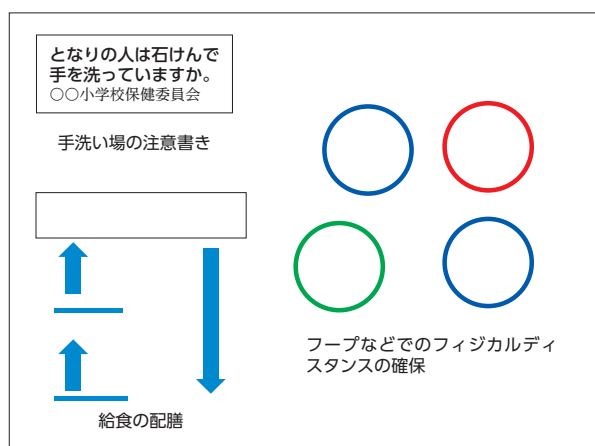 となりの人は石けんで
手を洗っていますか。
○○小学校保健委員会
手洗い場の注意書き
給食の配膳
フープなどでのフィジカルディ
スタンスの確保